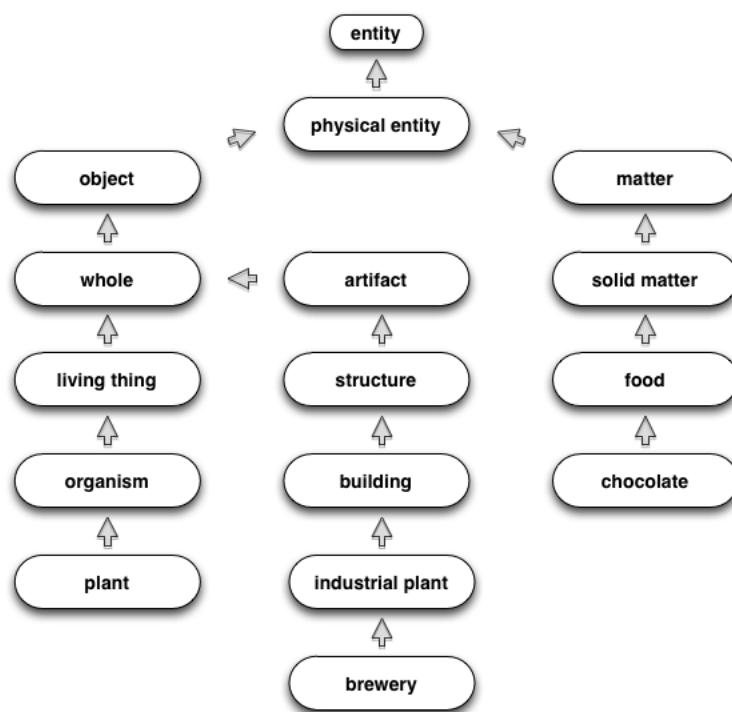 entity
physical entity
object
matter
whole
artifact
solid matter
living thing
structure
food
organism
building
chocolate
plant
industrial plant
brewery